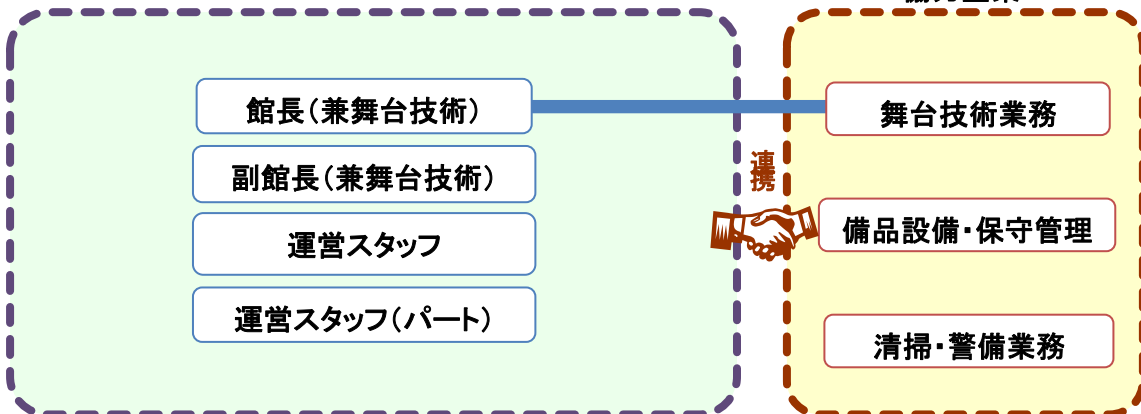 館長(兼舞台技術)
副館長(兼舞台技術)
運営スタッフ
運営スタッフ(パート)
連携
舞台技術業務
備品設備・保守管理
清掃・警備業務